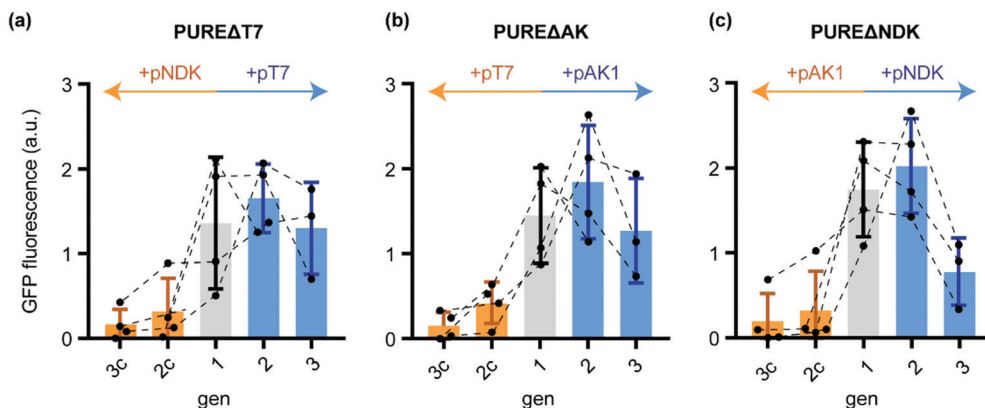 (a)
PUREΔT7
+pNDK
+pT7
GFP fluorescence (a.u.)
3
2
1
0
3c
2c
1
2
3
gen
(b)
PUREΔAK
+pT7
+pAK1
3
2
1
0
3c
2c
1
2
3
gen
(c)
PUREΔNDK
+pAK1
+pNDK
3
2
1
0
3c
2c
1
2
3
gen